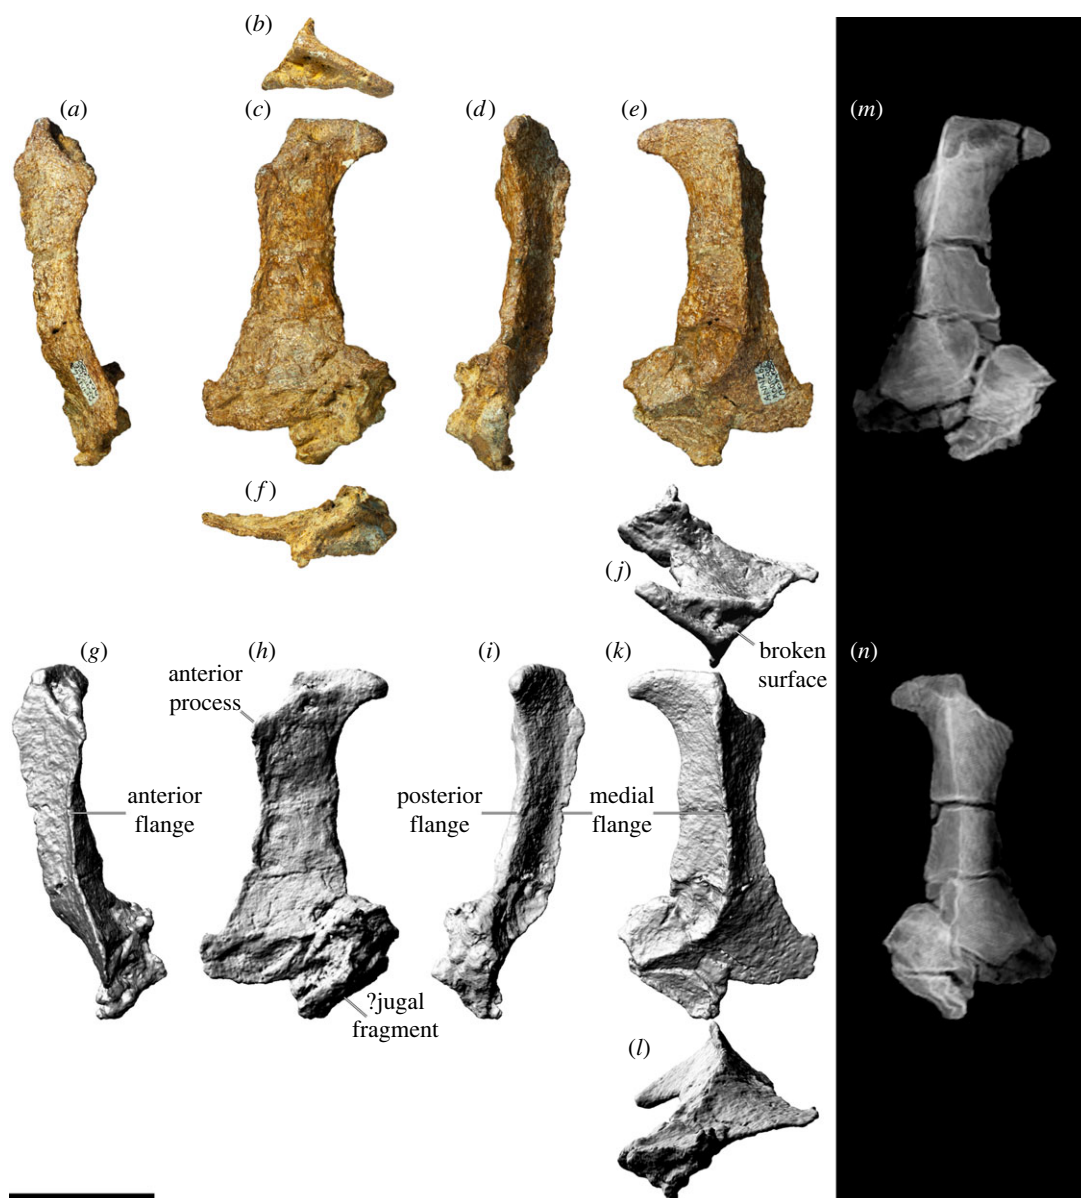 (b)
(a)
(c)
(d)
(e)
(m)
(f)
(j)
broken
surface
(g)
(h)
(i)
(k)
(n)
anterior
process
anterior
flange
posterior
flange
medial
flange
?jugal
fragment
(l)